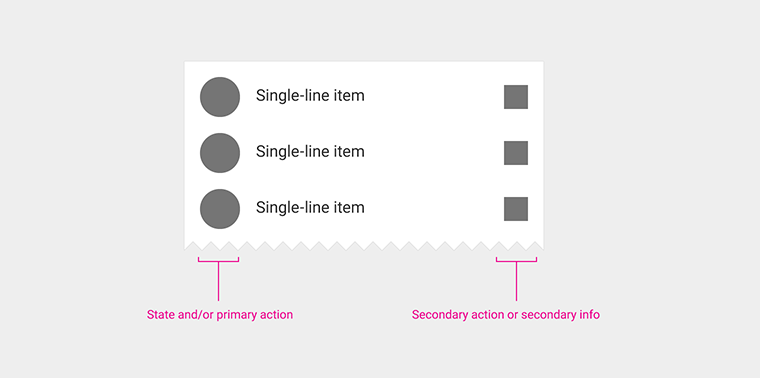 Single-line item
Single-line item
Single-line item
State and/or primary action
Secondary action or secondary info